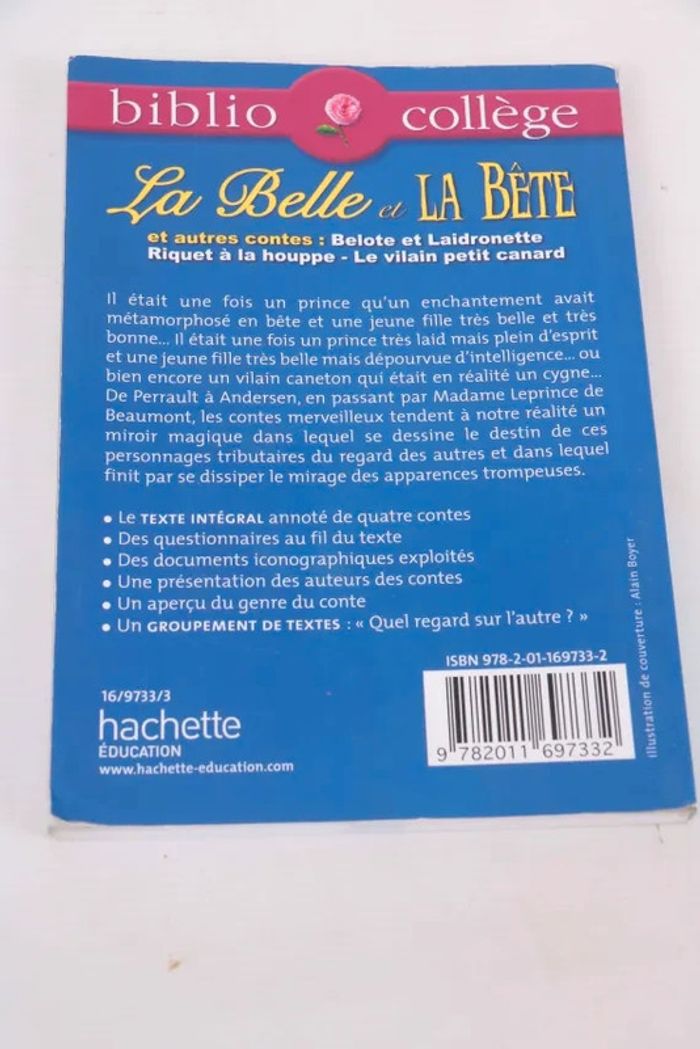 biblio collège
La Belle et LA BÊTE
et autres contes : Belote et Laidronette
Riquet à la houppe - Le vilain petit canard
Il était une fois un prince qu'un enchantement avait
métamorphosé en bête et une jeune fille très belle et très
bonne... Il était une fois un prince très laid mais plein d'esprit
et une jeune fille très belle mais dépourvue d'intelligence... ou
bien encore un vilain caneton qui était en réalité un cygne...
De Perrault à Andersen, en passant par Madame Leprince de
Beaumont, les contes merveilleux tendent à notre réalité un
miroir magique dans lequel se dessine le destin de ces
personnages tributaires du regard des autres et dans lequel
finit par se dissiper le mirage des apparences trompeuses.
• Le TEXTE INTÉGRAL annoté de quatre contes
• Des questionnaires au fil du texte
• Des documents iconographiques exploités
• Une présentation des auteurs des contes
• Un aperçu du genre du conte
• Un GROUPEMENT DE TEXTES : « Quel regard sur l'autre ? »
illustration de couverture : Alain Boyer
ISBN 978-2-01-169733-2
9 782011 697332
16/9733/3
hachette
ÉDUCATION
www.hachette-education.com